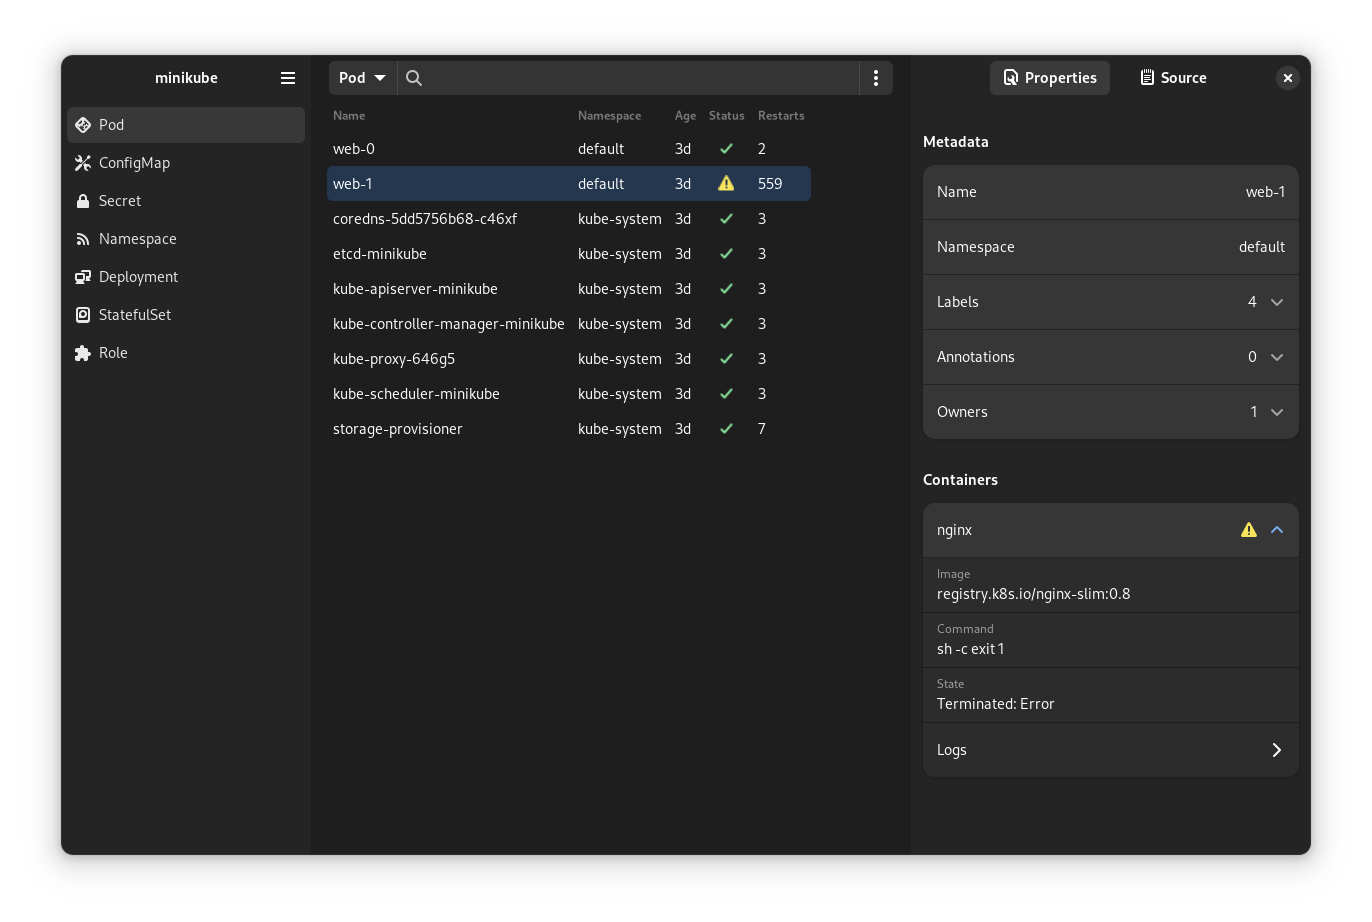 minikube
Pod
ConfigMap
Secret
Namespace
Deployment
StatefulSet
Role
Pod
Name Namespace Age Status Restarts
web-0 default 3d 2
web-1 default 3d 559
coredns-5dd5756b68-c46xf kube-system 3d 3
etcd-minikube kube-system 3d 3
kube-apiserver-minikube kube-system 3d 3
kube-controller-manager-minikube kube-system 3d 3
kube-proxy-646g5 kube-system 3d 3
kube-scheduler-minikube kube-system 3d 3
storage-provisioner kube-system 3d 7
Properties Source
Metadata
Name web-1
Namespace default
Labels 4
Annotations 0
Owners 1
Containers
nginx
Image
registry.k8s.io/nginx-slim:0.8
Command
sh -c exit 1
State
Terminated: Error
Logs